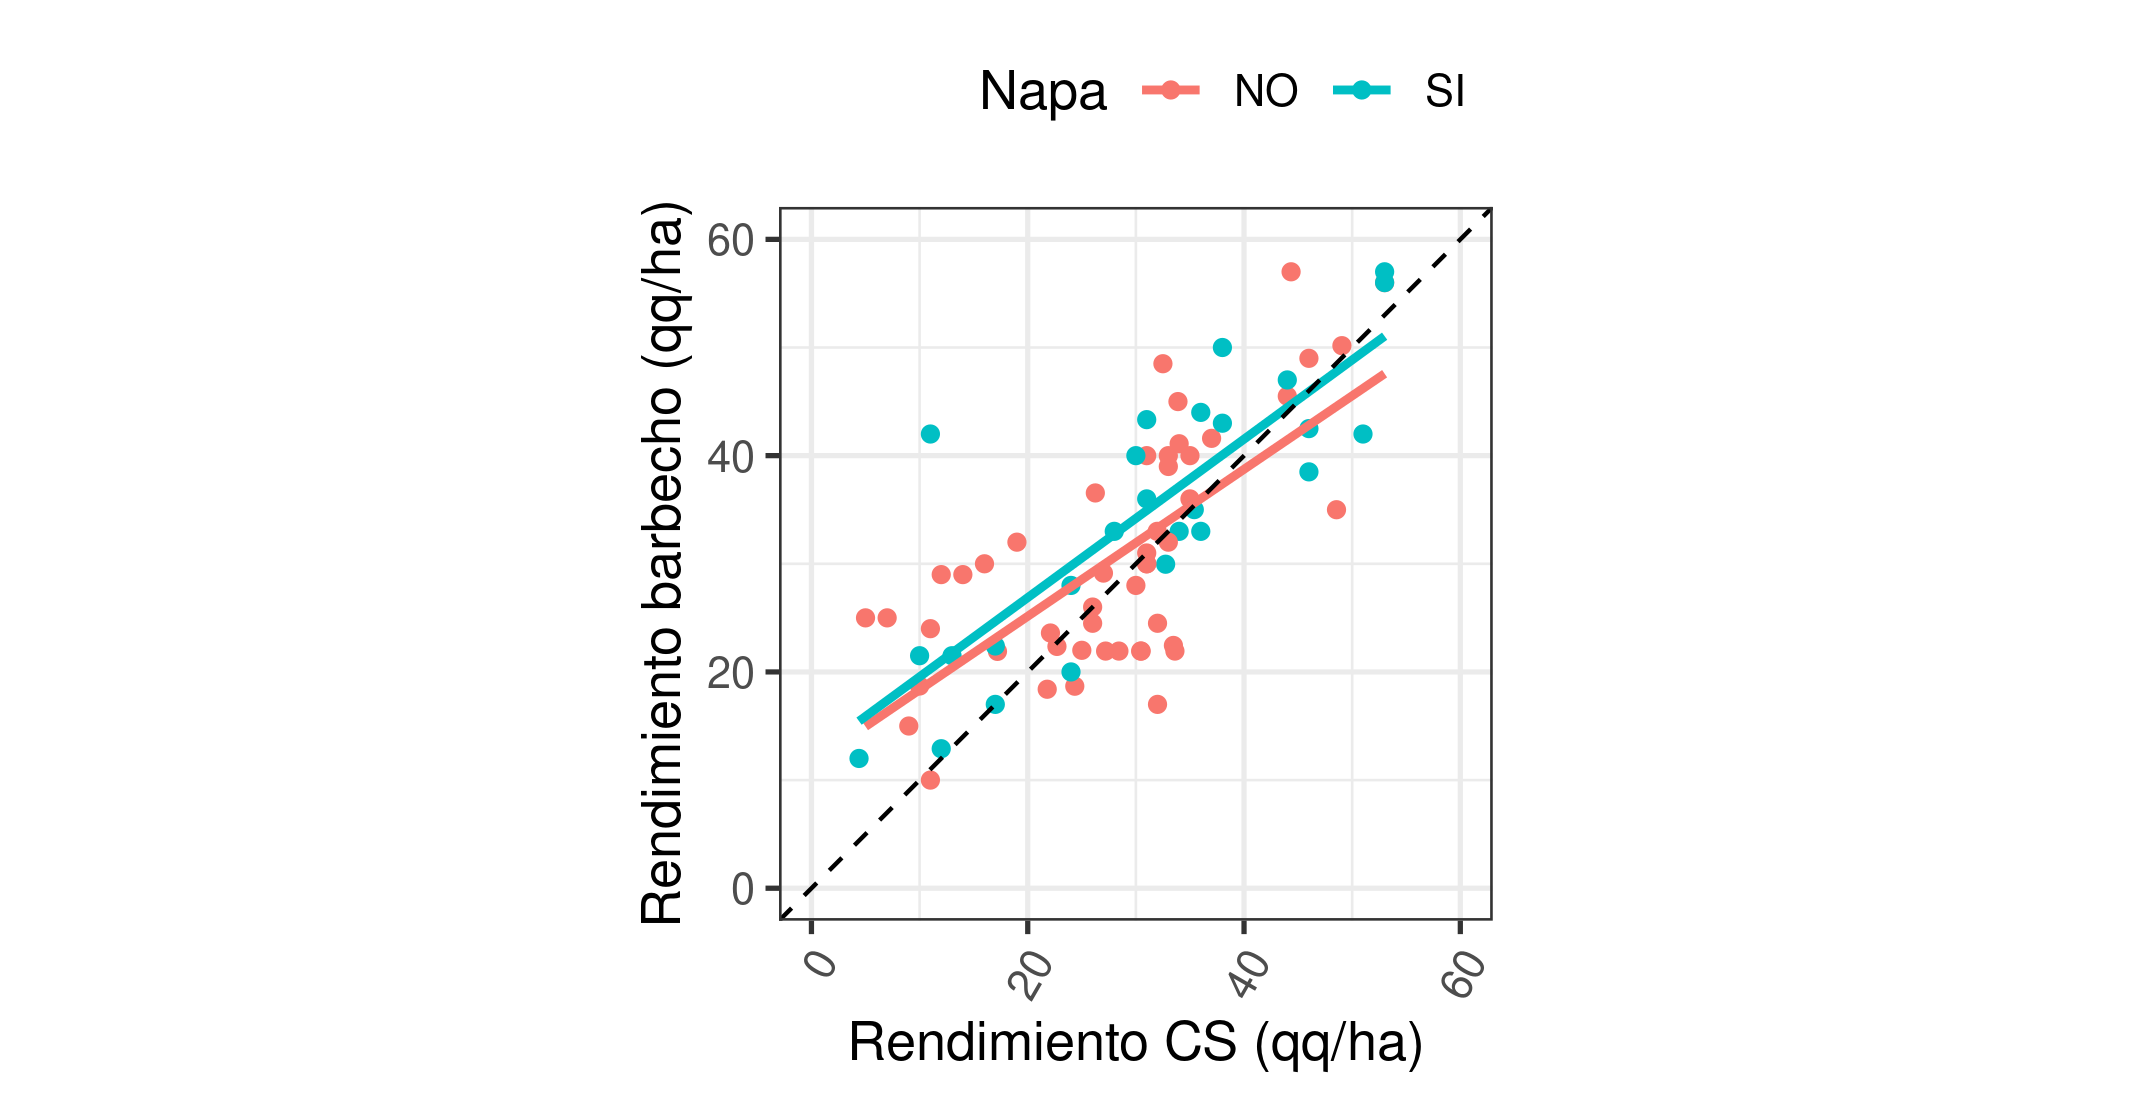 Napa NO SI
Rendimiento barbecho (qq/ha)
60
40
20
0
0 20 40 60
Rendimiento CS (qq/ha)